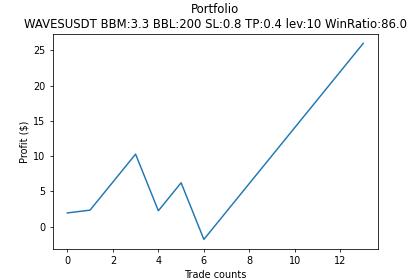 Portfolio
WAVESUSDT BBM:3.3 BBL:200 SL:0.8 TP:0.4 lev:10 WinRatio:86.0
25
20
15
10
5
0
Profit ($)
0 2 4 6 8 10 12
Trade counts